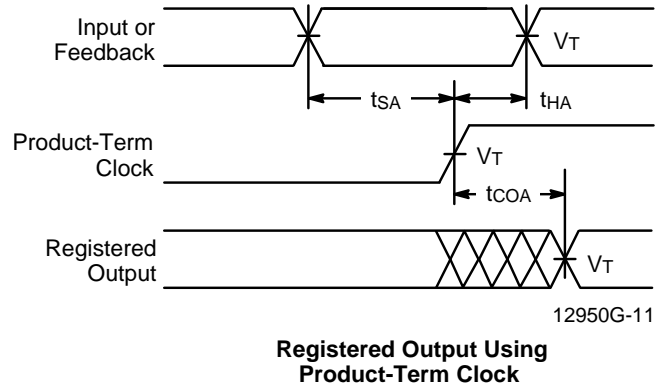 Input or
Feedback
VT
tSA
tHA
Product-Term
Clock
VT
tCOA
Registered
Output
VT
12950G-11
Registered Output Using
Product-Term Clock